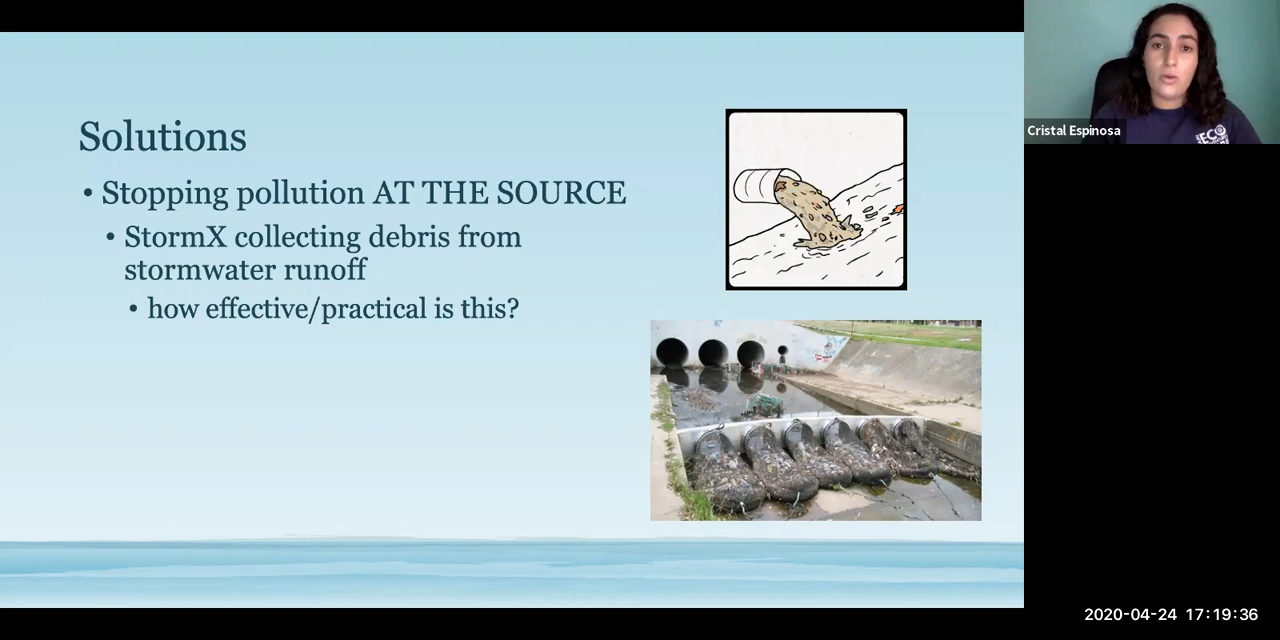 Solutions
• Stopping pollution AT THE SOURCE
• StormX collecting debris from
stormwater runoff
• how effective/practical is this?
Cristal Espinosa
ECO
2020-04-24 17:19:36